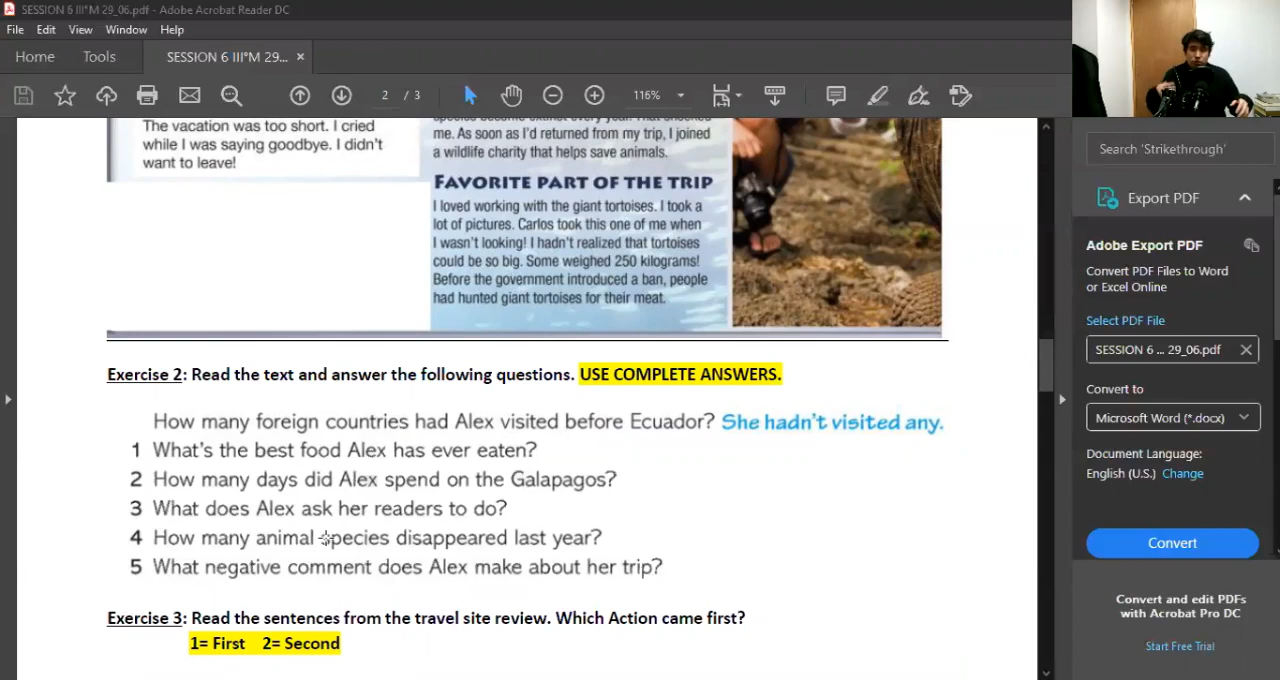 SESSION 6 III°M 29_06.pdf - Adobe Acrobat Reader DC
File Edit View Window Help
Home Tools SESSION 6 III°M 29... ×
2 / 3 116%
The vacation was too short. I cried
while I was saying goodbye. I didn't
want to leave!
species become extinct every year! That shocked
me. As soon as I'd returned from my trip, I joined
a wildlife charity that helps save animals.
FAVORITE PART OF THE TRIP
I loved working with the giant tortoises. I took a
lot of pictures. Carlos took this one of me when
I wasn't looking! I hadn't realized that tortoises
could be so big. Some weighed 250 kilograms!
Before the government introduced a ban, people
had hunted giant tortoises for their meat.
Exercise 2: Read the text and answer the following questions. USE COMPLETE ANSWERS.
How many foreign countries had Alex visited before Ecuador? She hadn't visited any.
1 What's the best food Alex has ever eaten?
2 How many days did Alex spend on the Galapagos?
3 What does Alex ask her readers to do?
4 How many animal species disappeared last year?
5 What negative comment does Alex make about her trip?
Exercise 3: Read the sentences from the travel site review. Which Action came first?
1= First 2= Second
Search 'Strikethrough'
Export PDF
Adobe Export PDF
Convert PDF Files to Word
or Excel Online
Select PDF File
SESSION 6 ... 29_06.pdf
Convert to
Microsoft Word (*.docx)
Document Language:
English (U.S.) Change
Convert
Convert and edit PDFs
with Acrobat Pro DC
Start Free Trial